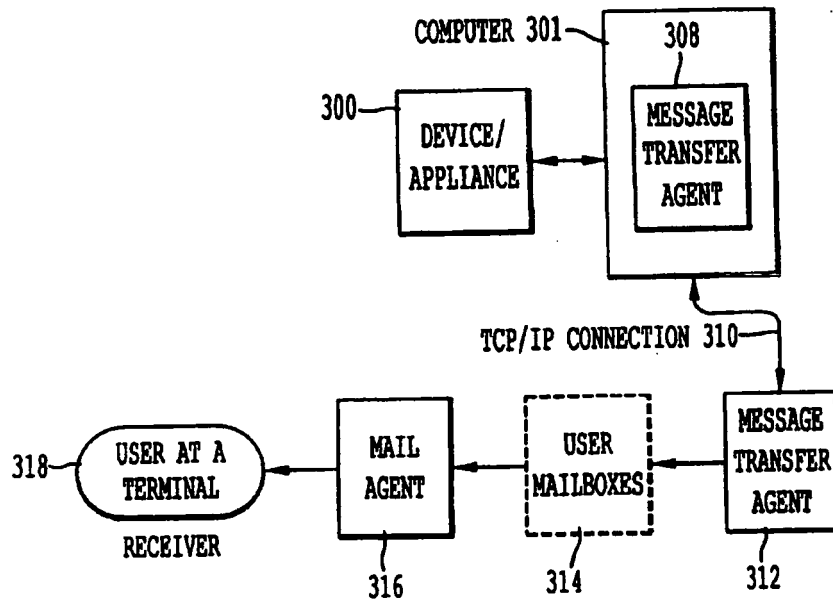 COMPUTER 301
308
300
DEVICE/
APPLIANCE
MESSAGE
TRANSFER
AGENT
TCP/IP CONNECTION 310
318
USER AT A
TERMINAL
RECEIVER
MAIL
AGENT
316
USER
MAILBOXES
314
MESSAGE
TRANSFER
AGENT
312